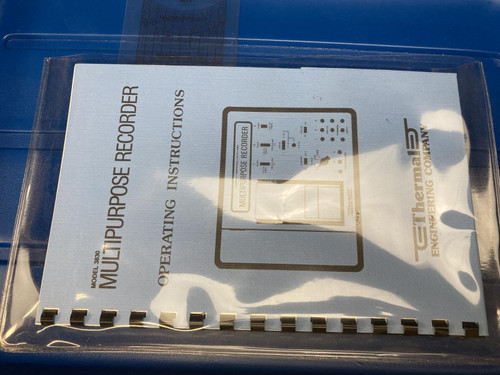 MODEL 3830
MULTIPURPOSE RECORDER
OPERATING INSTRUCTIONS
MULTIPURPOSE RECORDER
Thermal
ENGINEERING COMPANY